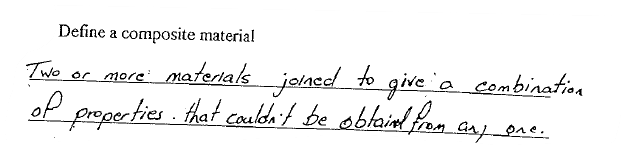 Define a composite material
Two or more materials joined to give a combination
of properties. that couldn't be obtained from any one.